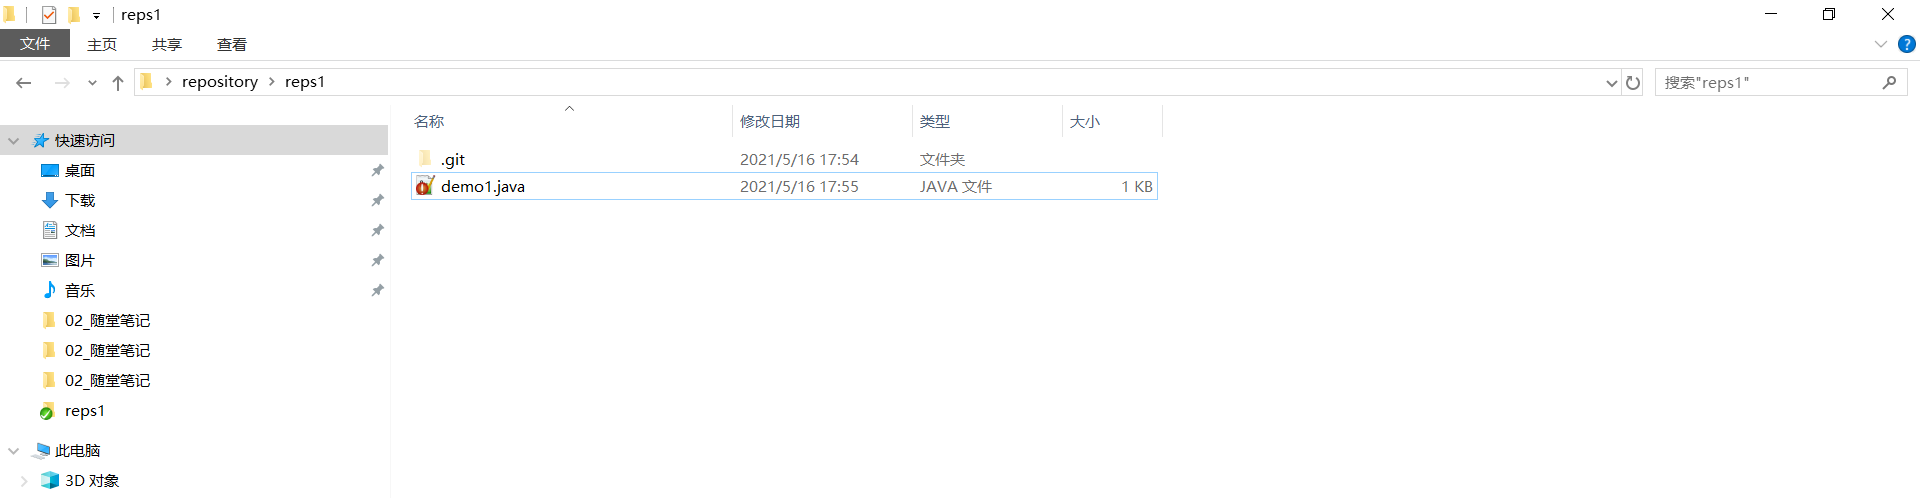 reps1
文件 主页 共享 查看
repository reps1 搜索"reps1"
名称 修改日期 类型 大小
快速访问
.git 2021/5/16 17:54 文件夹
桌面
demo1.java 2021/5/16 17:55 JAVA 文件 1 KB
下载
文档
图片
音乐
02_随堂笔记
02_随堂笔记
02_随堂笔记
reps1
此电脑
3D 对象